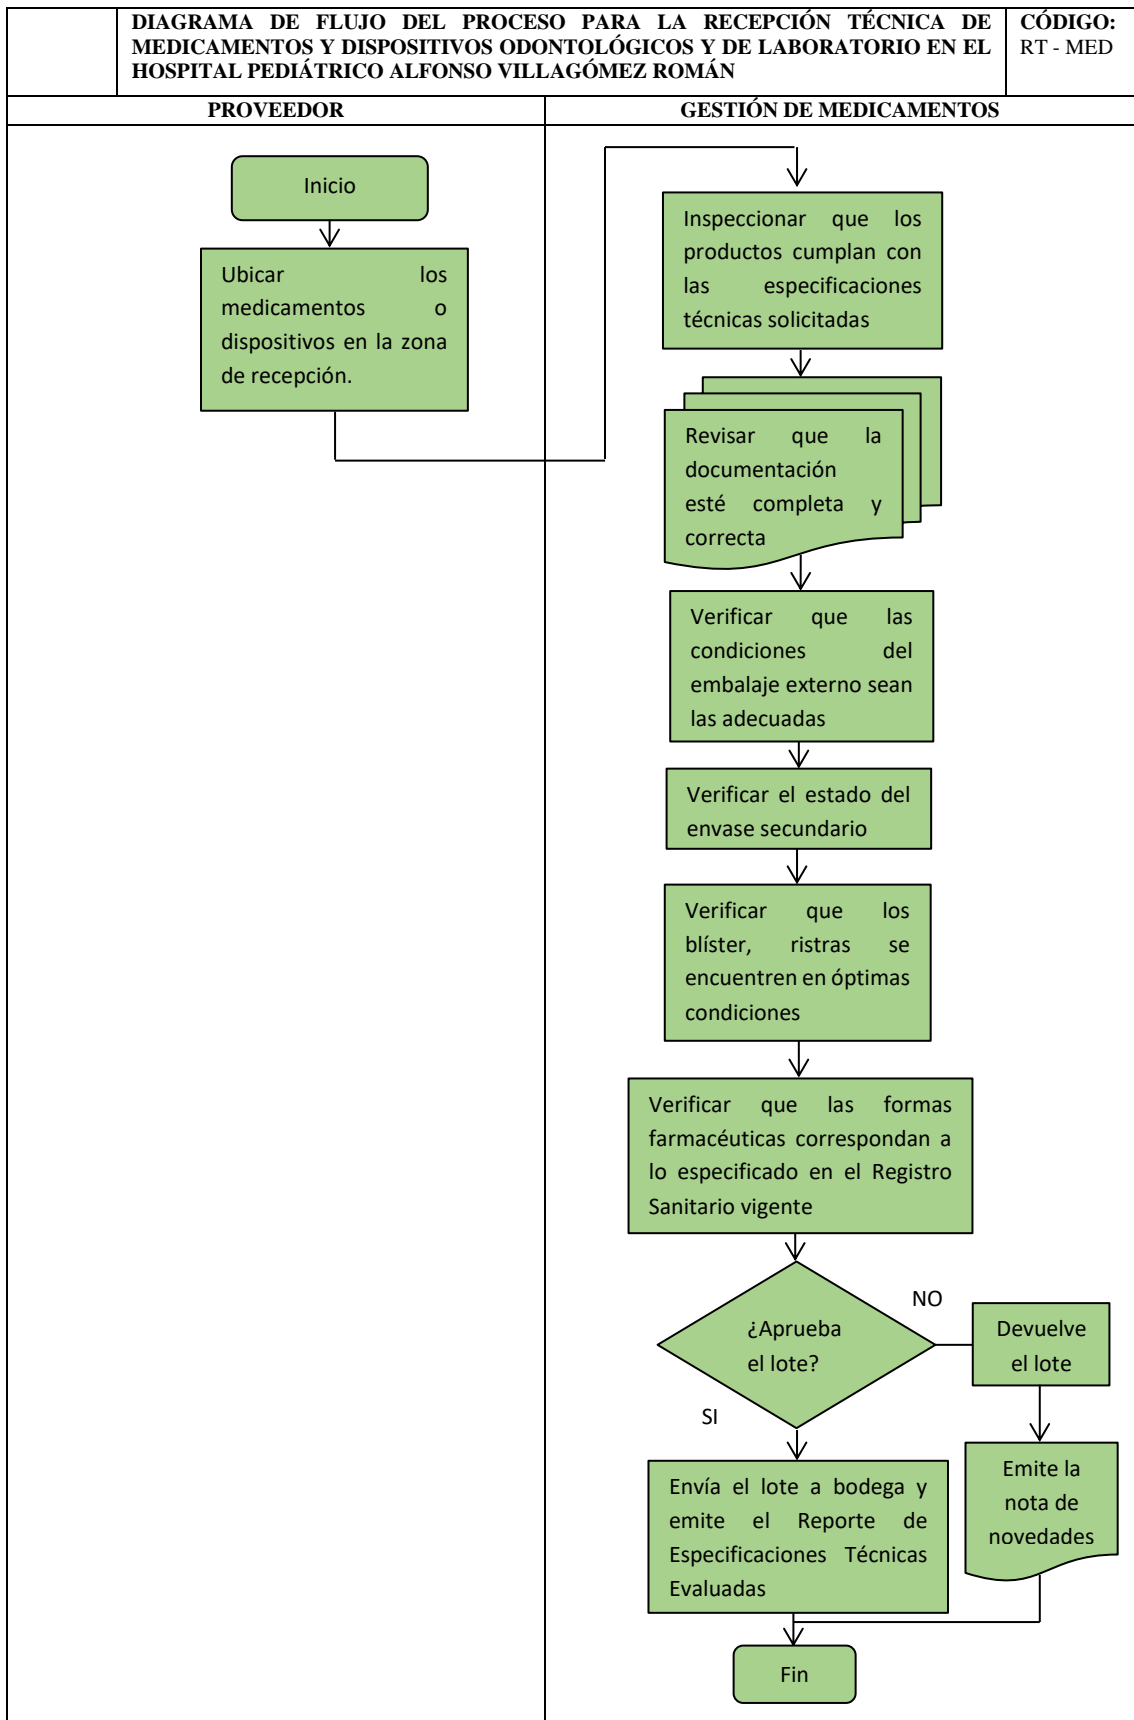 DIAGRAMA DE FLUJO DEL PROCESO PARA LA RECEPCIÓN TÉCNICA DE
MEDICAMENTOS Y DISPOSITIVOS ODONTOLÓGICOS Y DE LABORATORIO EN EL
HOSPITAL PEDIÁTRICO ALFONSO VILLAGÓMEZ ROMÁN
CÓDIGO:
RT - MED
PROVEEDOR
GESTIÓN DE MEDICAMENTOS
Inicio
Ubicar los
medicamentos o
dispositivos en la zona
de recepción.
Inspeccionar que los
productos cumplan con
las especificaciones
técnicas solicitadas
Revisar que la
documentación
esté completa y
correcta
Verificar que las
condiciones del
embalaje externo sean
las adecuadas
Verificar el estado del
envase secundario
Verificar que los
blíster, ristras se
encuentren en óptimas
condiciones
Verificar que las formas
farmacéuticas correspondan a
lo especificado en el Registro
Sanitario vigente
¿Aprueba
el lote?
NO
Devuelve
el lote
SI
Emite la
nota de
novedades
Envía el lote a bodega y
emite el Reporte de
Especificaciones Técnicas
Evaluadas
Fin